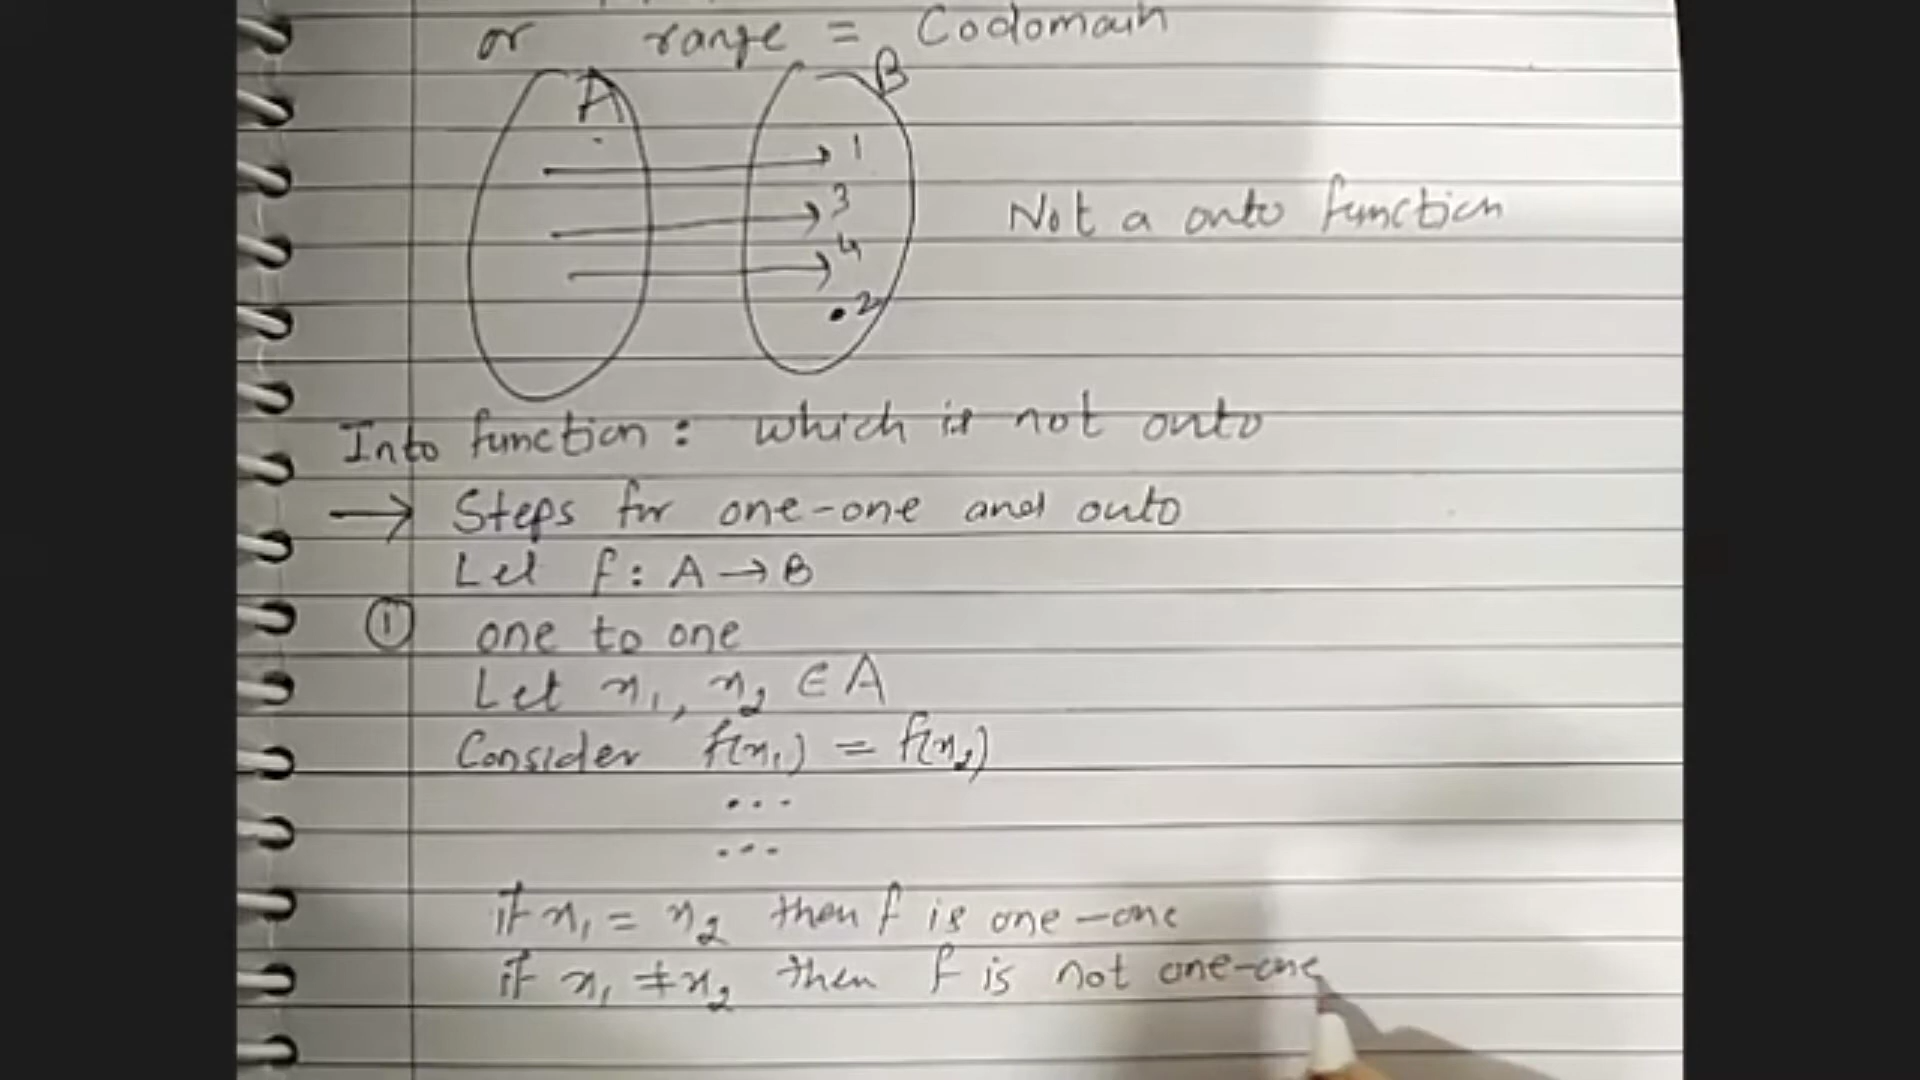 or range = Codomain
A B
1
3
Not a onto function
4
2
Into function : which is not onto
→ Steps for one-one and onto
Let f : A → B
① one to one
Let x₁, x₂ ∈ A
Consider f(x₁) = f(x₂)
...
...
if x₁ = x₂ then f is one-one
if x₁ ≠ x₂ then f is not one-one